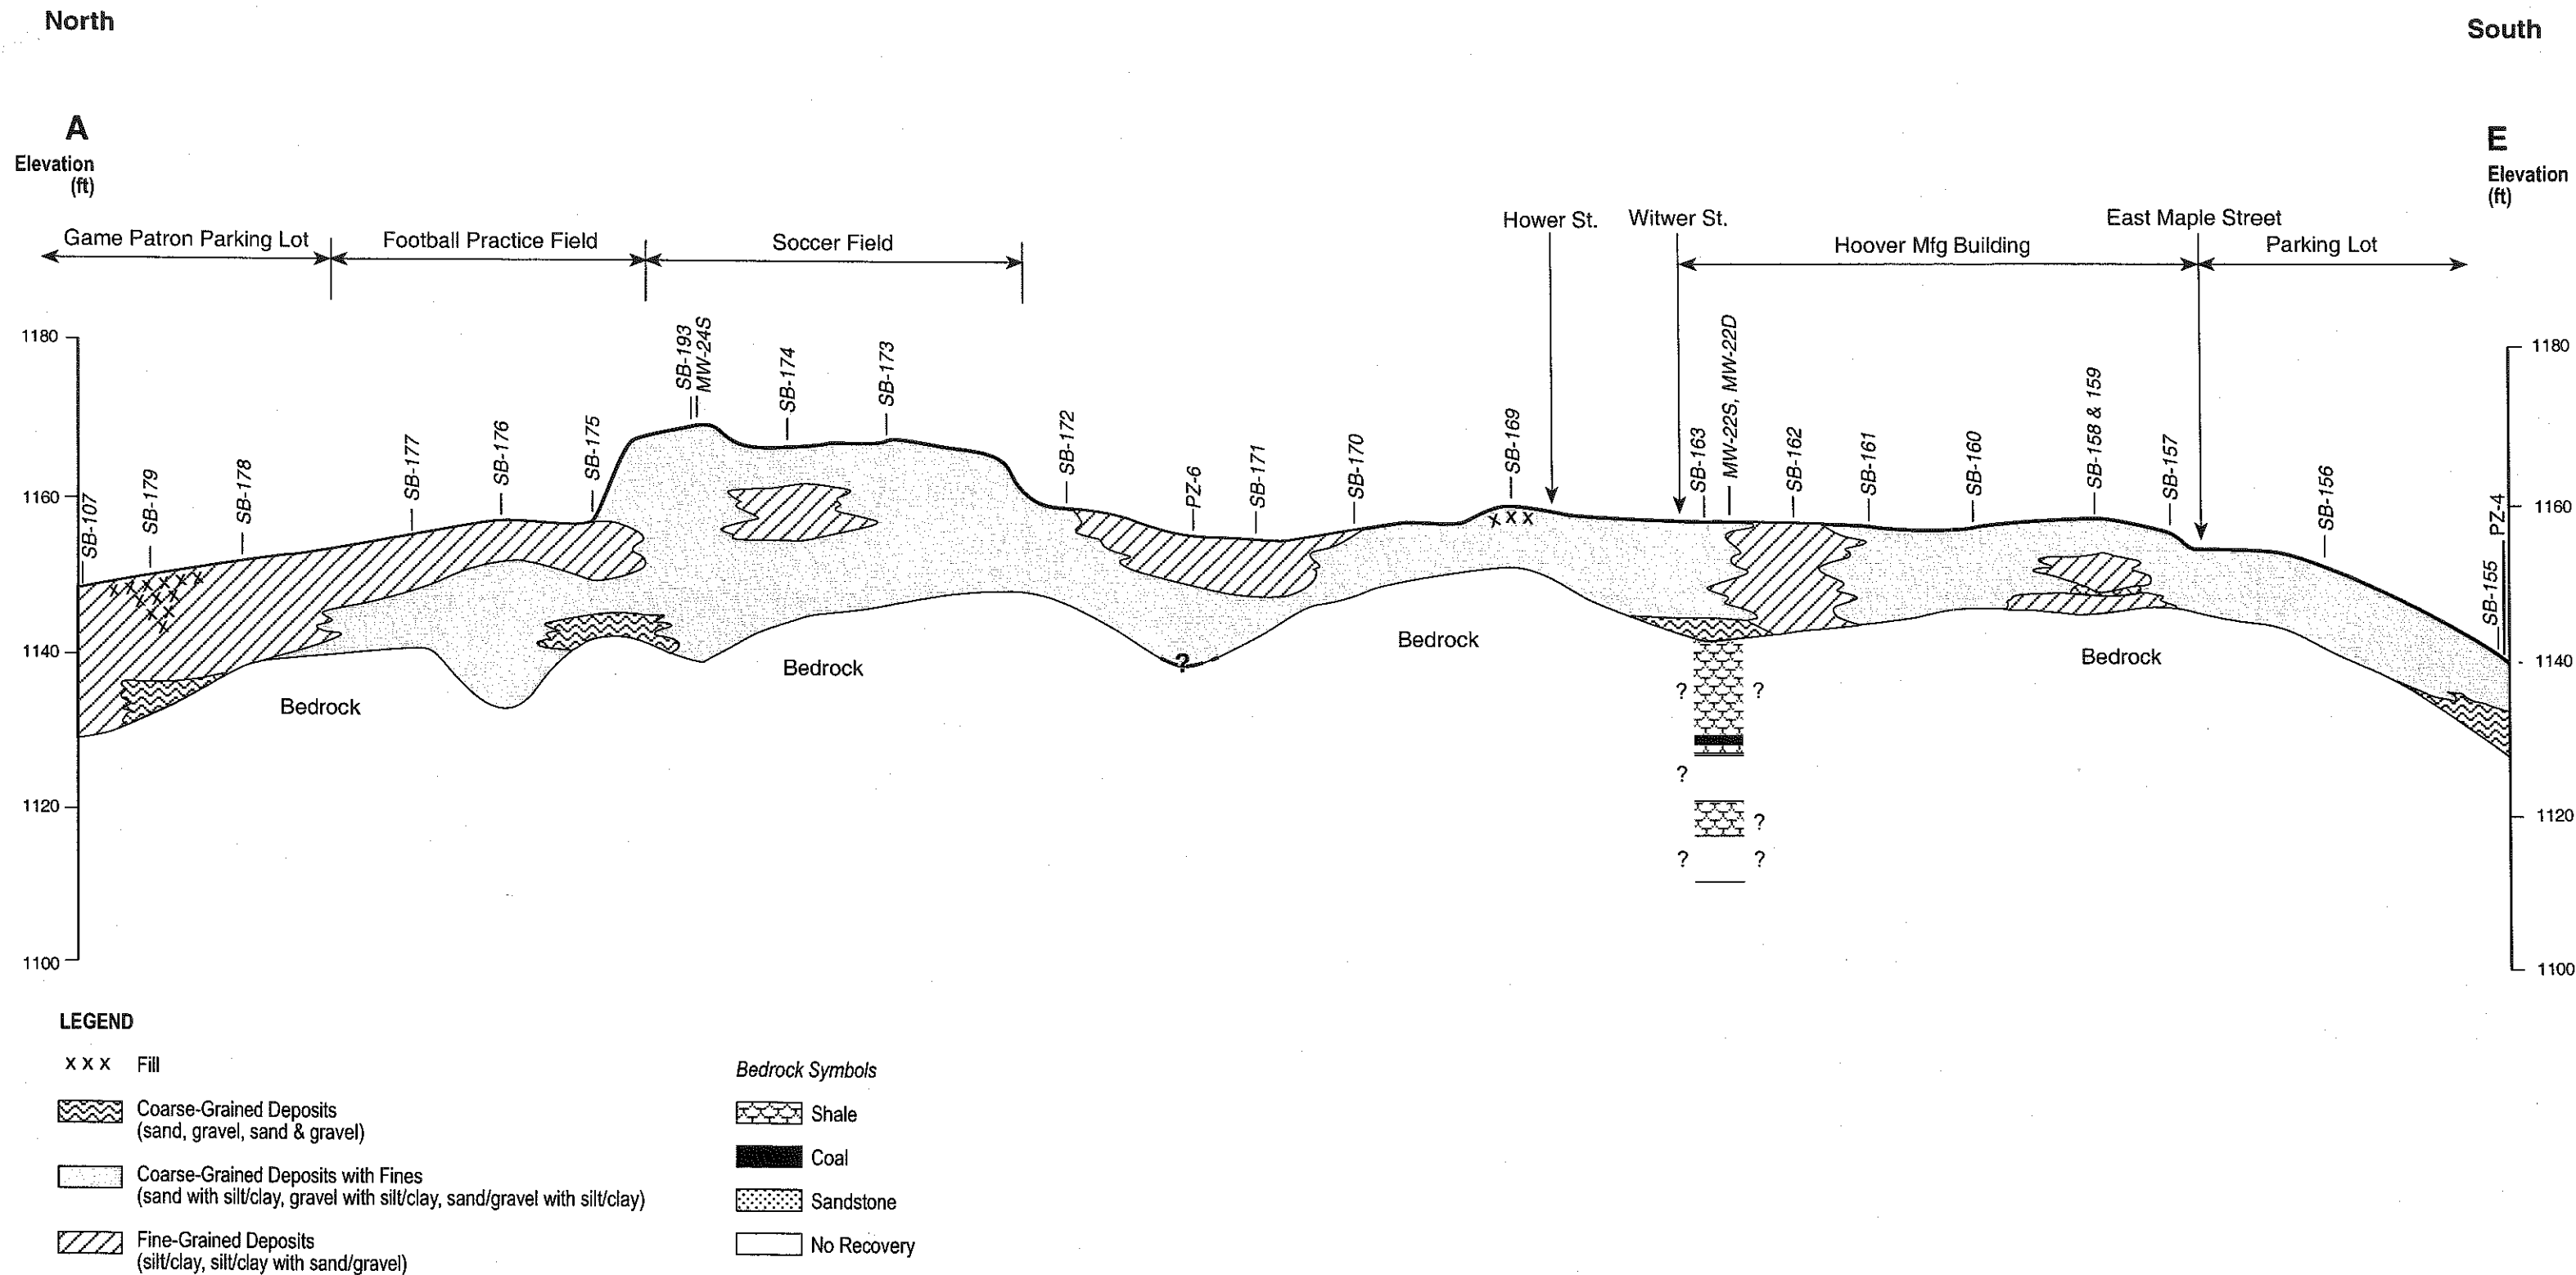 North
South
A
E
Elevation
(ft)
Elevation
(ft)
Game Patron Parking Lot
Football Practice Field
Soccer Field
Hower St.
Witwer St.
East Maple Street
Hoover Mfg Building
Parking Lot
1180
1160
1140
1120
1100
1180
1160
1140
1120
1100
SB-107
SB-179
SB-178
SB-177
SB-176
SB-175
SB-193
MW-24S
SB-174
SB-173
SB-172
PZ-6
SB-171
SB-170
SB-169
SB-163
MW-22S, MW-22D
SB-162
SB-161
SB-160
SB-158 & 159
SB-157
SB-156
SB-155
PZ-4
x x x
Bedrock
Bedrock
?
Bedrock
Bedrock
? ?
?
?
? ?
LEGEND
x x x Fill
Coarse-Grained Deposits
(sand, gravel, sand & gravel)
Coarse-Grained Deposits with Fines
(sand with silt/clay, gravel with silt/clay, sand/gravel with silt/clay)
Fine-Grained Deposits
(silt/clay, silt/clay with sand/gravel)
Bedrock Symbols
Shale
Coal
Sandstone
No Recovery